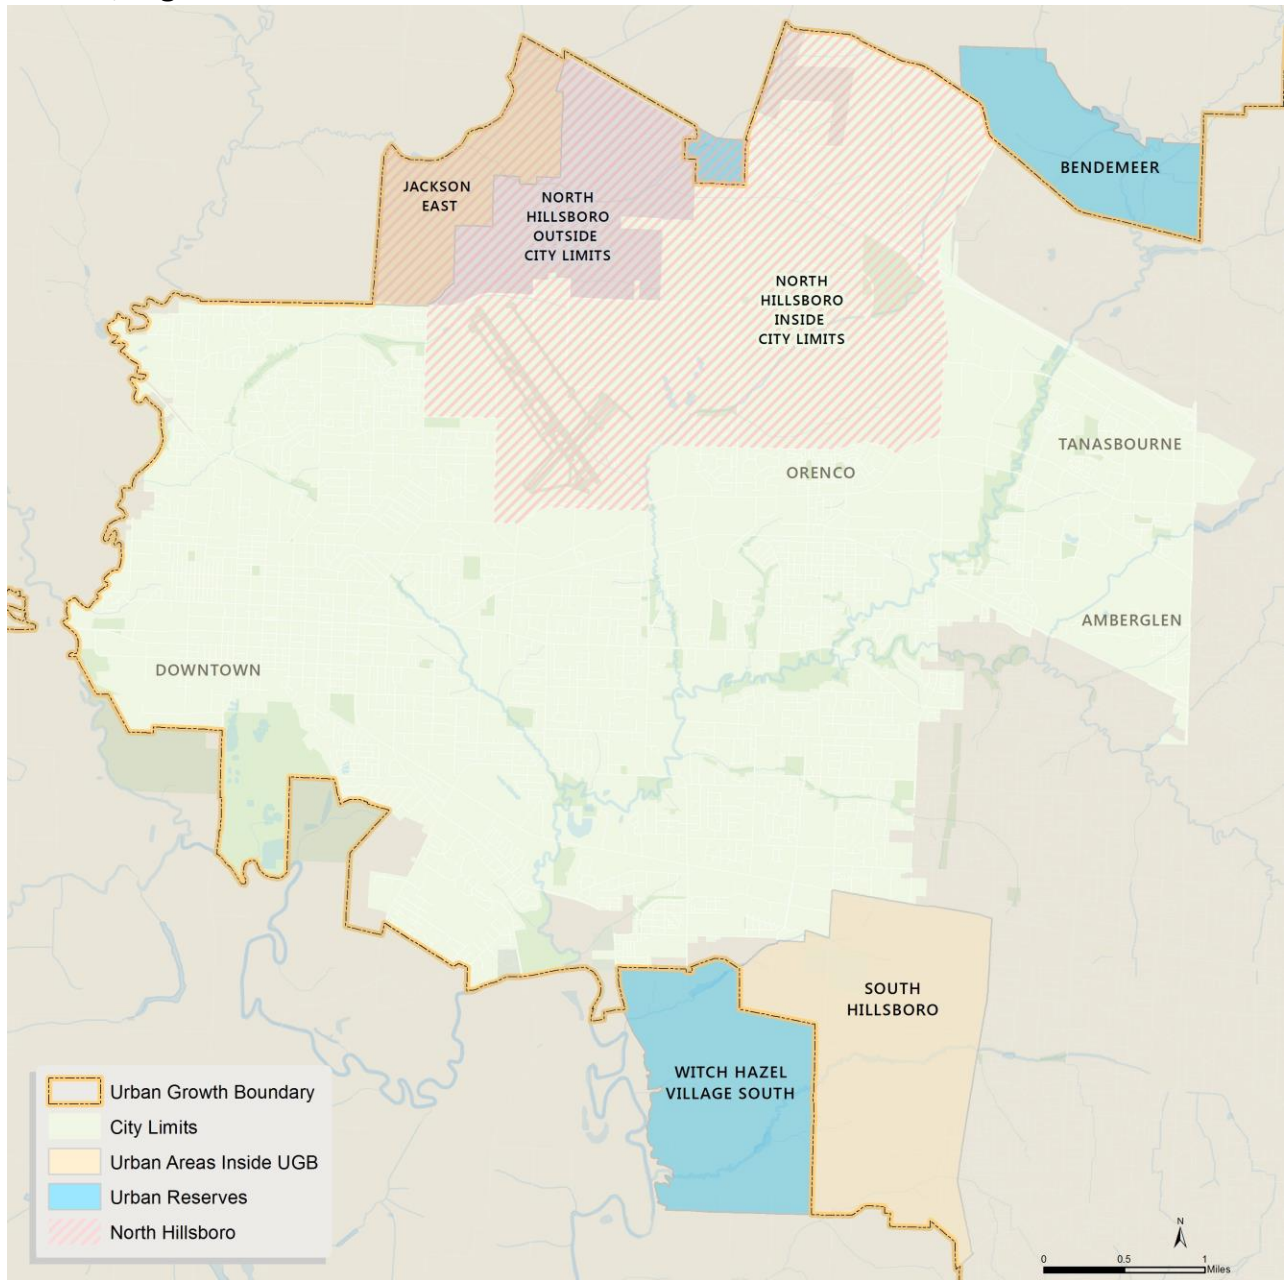 JACKSON
EAST
NORTH
HILLSBORO
OUTSIDE
CITY LIMITS
BENDEMEER
NORTH
HILLSBORO
INSIDE
CITY LIMITS
TANASBOURNE
ORENCO
AMBERGLEN
DOWNTOWN
SOUTH
HILLSBORO
WITCH HAZEL
VILLAGE SOUTH
Urban Growth Boundary
City Limits
Urban Areas Inside UGB
Urban Reserves
North Hillsboro
N
0 0.5 1
Miles